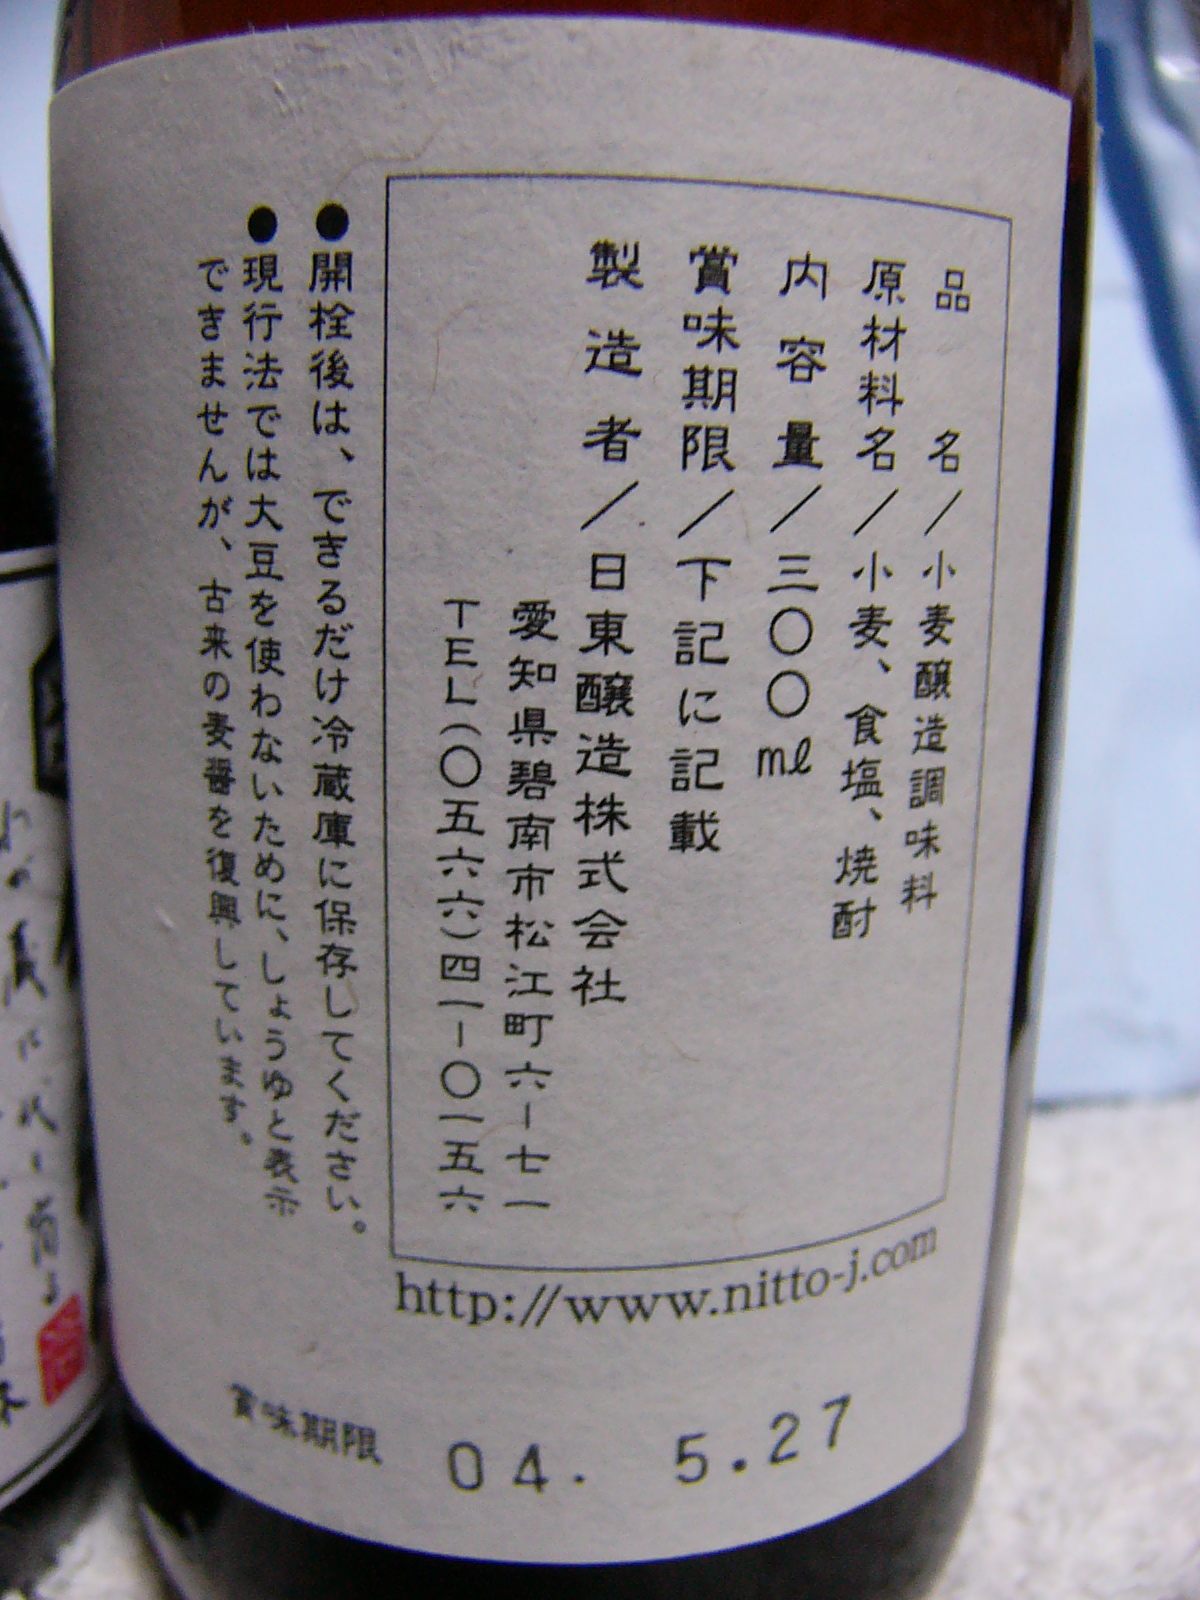 品名／小麦醸造調味料
原材料名／小麦、食塩、焼酎
内容量／三〇〇ml
賞味期限／下記に記載
製造者／日東醸造株式会社
愛知県碧南市松江町六－七一
TEL（〇五六六）四一－〇一五六
●開栓後は、できるだけ冷蔵庫に保存してください。
●現行法では大豆を使わないために、しょうゆと表示
できませんが、古来の麦醤を復興しています。
http://www.nitto-j.com
賞味期限 04. 5.27